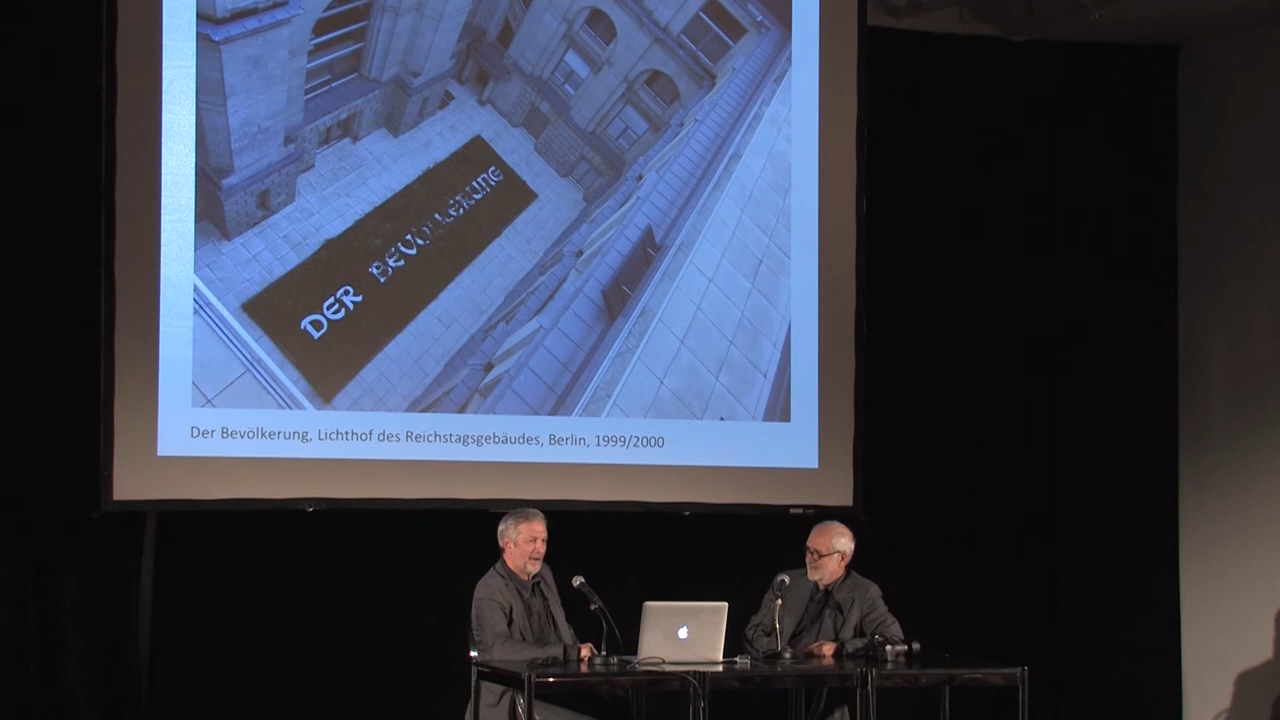 DER BEVÖLKERUNG
Der Bevölkerung, Lichthof des Reichstagsgebäudes, Berlin, 1999/2000